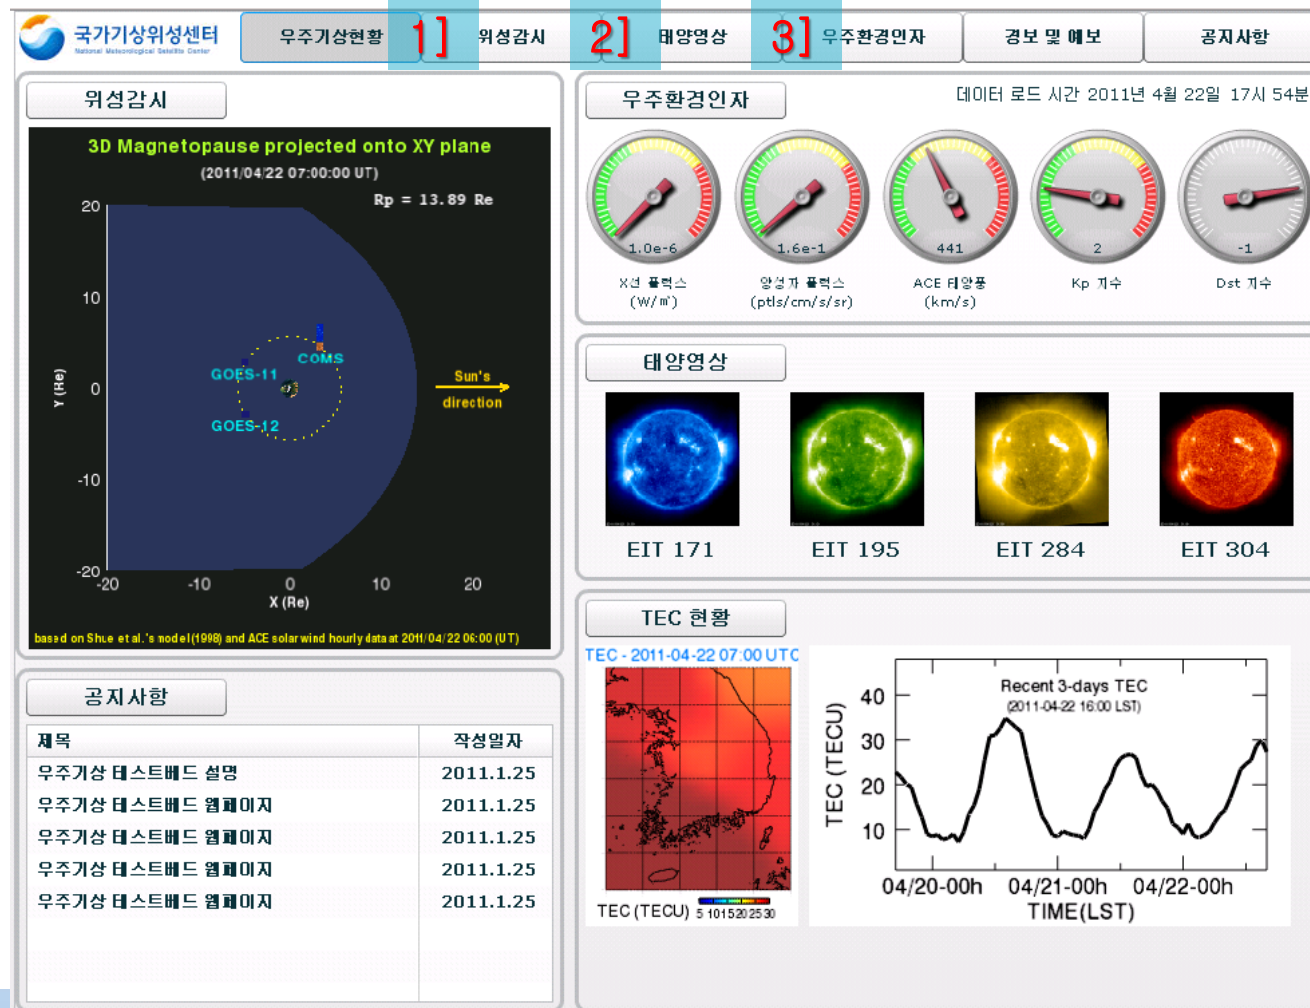 국가기상위성센터
National Meteorological Satellite Center
우주기상현황
1]
위성감시
2]
태양영상
3]
우주환경인자
경보 및 예보
공지사항
위성감시
3D Magnetopause projected onto XY plane
(2011/04/22 07:00:00 UT)
Rp = 13.89 Re
20
10
0
-10
-20
Y (Re)
COMS
GOES-11
GOES-12
Sun's
direction
-20 -10 0 10 20
X (Re)
based on Shue et al.'s model(1998) and ACE solar wind hourly data at 2011/04/22 06:00 (UT)
공지사항
제목 작성일자
우주기상 테스트베드 설명 2011.1.25
우주기상 테스트베드 웹페이지 2011.1.25
우주기상 테스트베드 웹페이지 2011.1.25
우주기상 테스트베드 웹페이지 2011.1.25
우주기상 테스트베드 웹페이지 2011.1.25
우주환경인자
데이터 로드 시간 2011년 4월 22일 17시 54분
1.0e-6 1.6e-1 441 2 -1
X선 플럭스 양성자 플럭스 ACE 태양풍 Kp 지수 Dst 지수
(W/㎡) (ptls/cm/s/sr) (km/s)
태양영상
EIT 171 EIT 195 EIT 284 EIT 304
TEC 현황
TEC - 2011-04-22 07:00 UTC
TEC (TECU) 5 10 15 20 25 30
Recent 3-days TEC
(2011-04-22 16:00 LST)
40
30
20
10
TEC (TECU)
04/20-00h 04/21-00h 04/22-00h
TIME(LST)